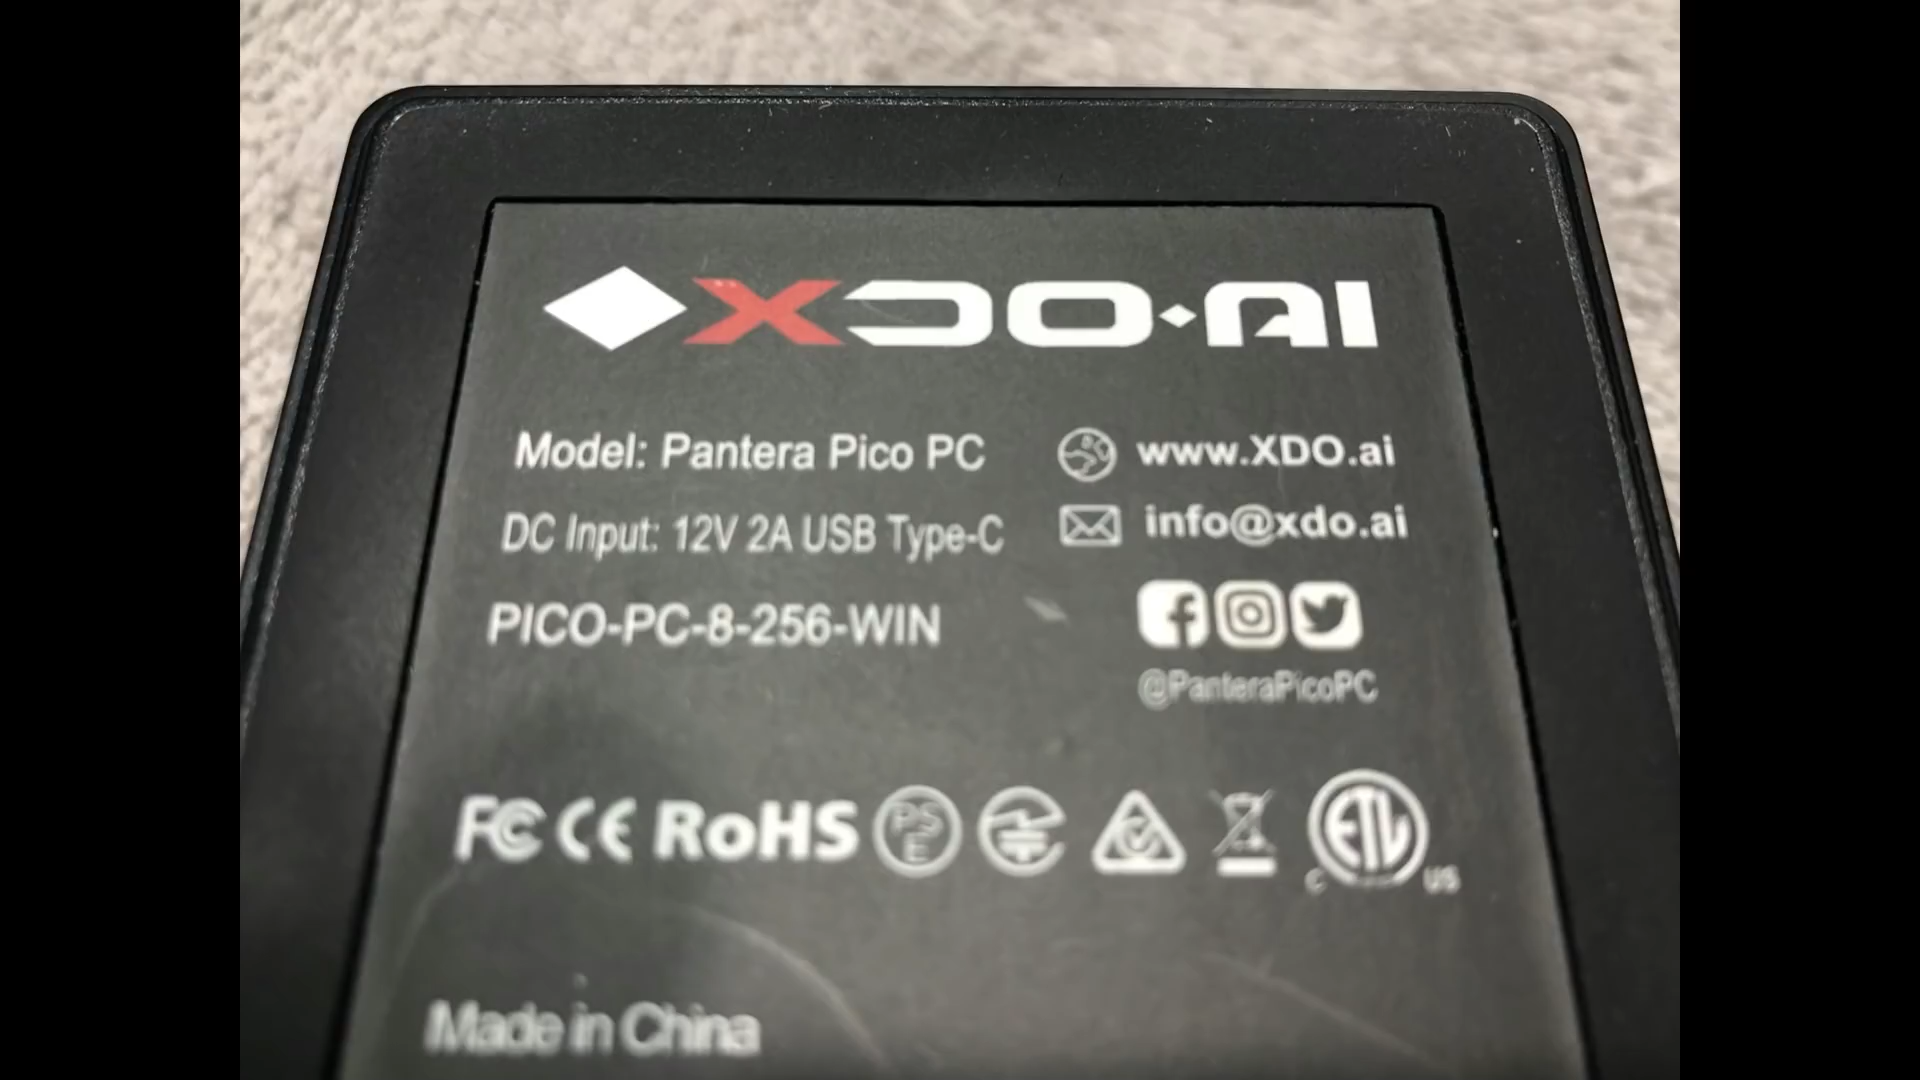 XDO·AI
Model: Pantera Pico PC
DC Input: 12V 2A USB Type-C
PICO-PC-8-256-WIN
www.XDO.ai
info@xdo.ai
@PanteraPicoPC
FC CE RoHS PSE ETL C US
Made in China